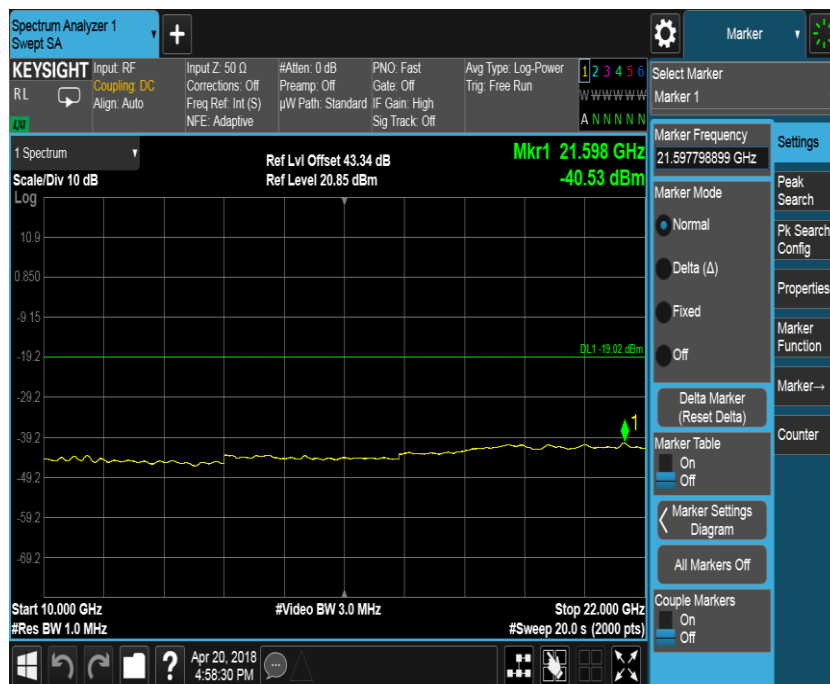 Spectrum Analyzer 1
Swept SA
Marker
KEYSIGHT
RL
LXI
Input: RF
Coupling: DC
Align: Auto
Input Z: 50 Ω
Corrections: Off
Freq Ref: Int (S)
NFE: Adaptive
#Atten: 0 dB
Preamp: Off
µW Path: Standard
PNO: Fast
Gate: Off
IF Gain: High
Sig Track: Off
Avg Type: Log-Power
Trig: Free Run
1 2 3 4 5 6
W W W W W W
A N N N N N
Select Marker
Marker 1
1 Spectrum
Scale/Div 10 dB
Log
Ref Lvl Offset 43.34 dB
Ref Level 20.85 dBm
Mkr1 21.598 GHz
-40.53 dBm
10.9
0.850
-9.15
-19.2
-29.2
-39.2
-49.2
-59.2
-69.2
DL1 -19.02 dBm
1
Start 10.000 GHz
#Res BW 1.0 MHz
#Video BW 3.0 MHz
Stop 22.000 GHz
#Sweep 20.0 s (2000 pts)
Marker Frequency
21.597798899 GHz
Marker Mode
Normal
Delta (Δ)
Fixed
Off
Delta Marker
(Reset Delta)
Marker Table
On
Off
Marker Settings
Diagram
All Markers Off
Couple Markers
On
Off
Settings
Peak
Search
Pk Search
Config
Properties
Marker
Function
Marker→
Counter
?
Apr 20, 2018
4:58:30 PM